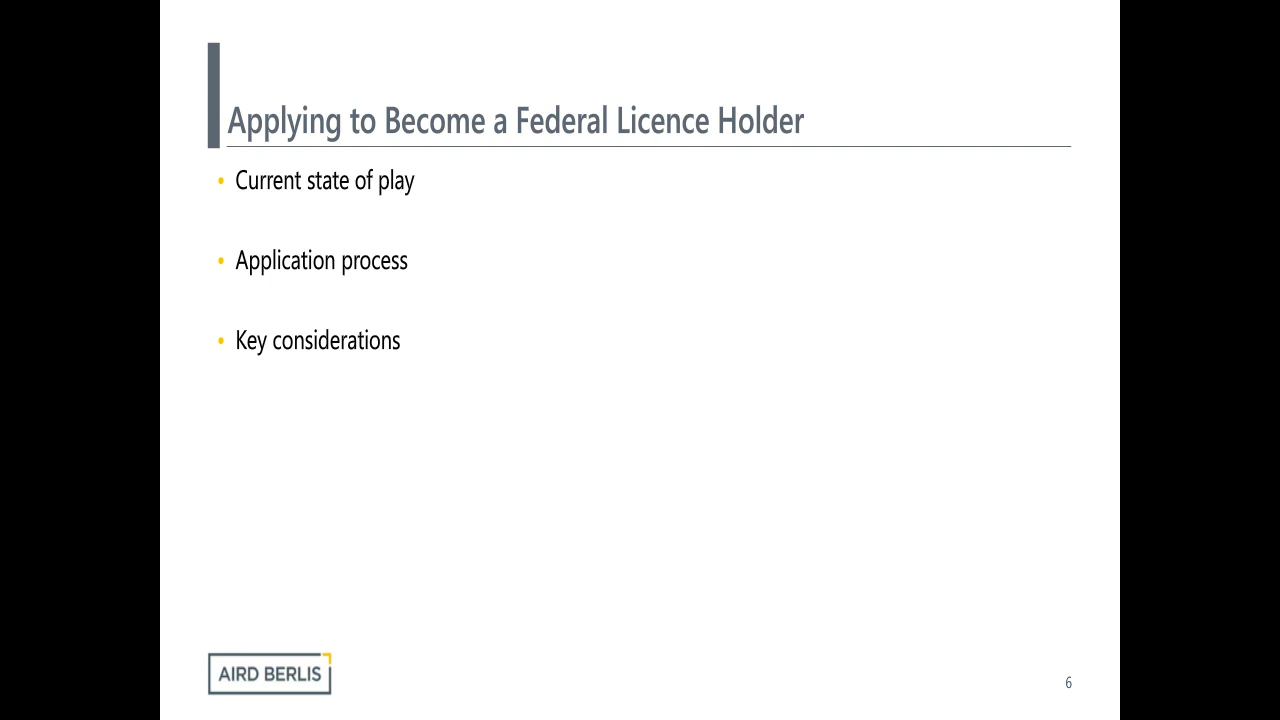 Applying to Become a Federal Licence Holder
• Current state of play
• Application process
• Key considerations
AIRD BERLIS
6